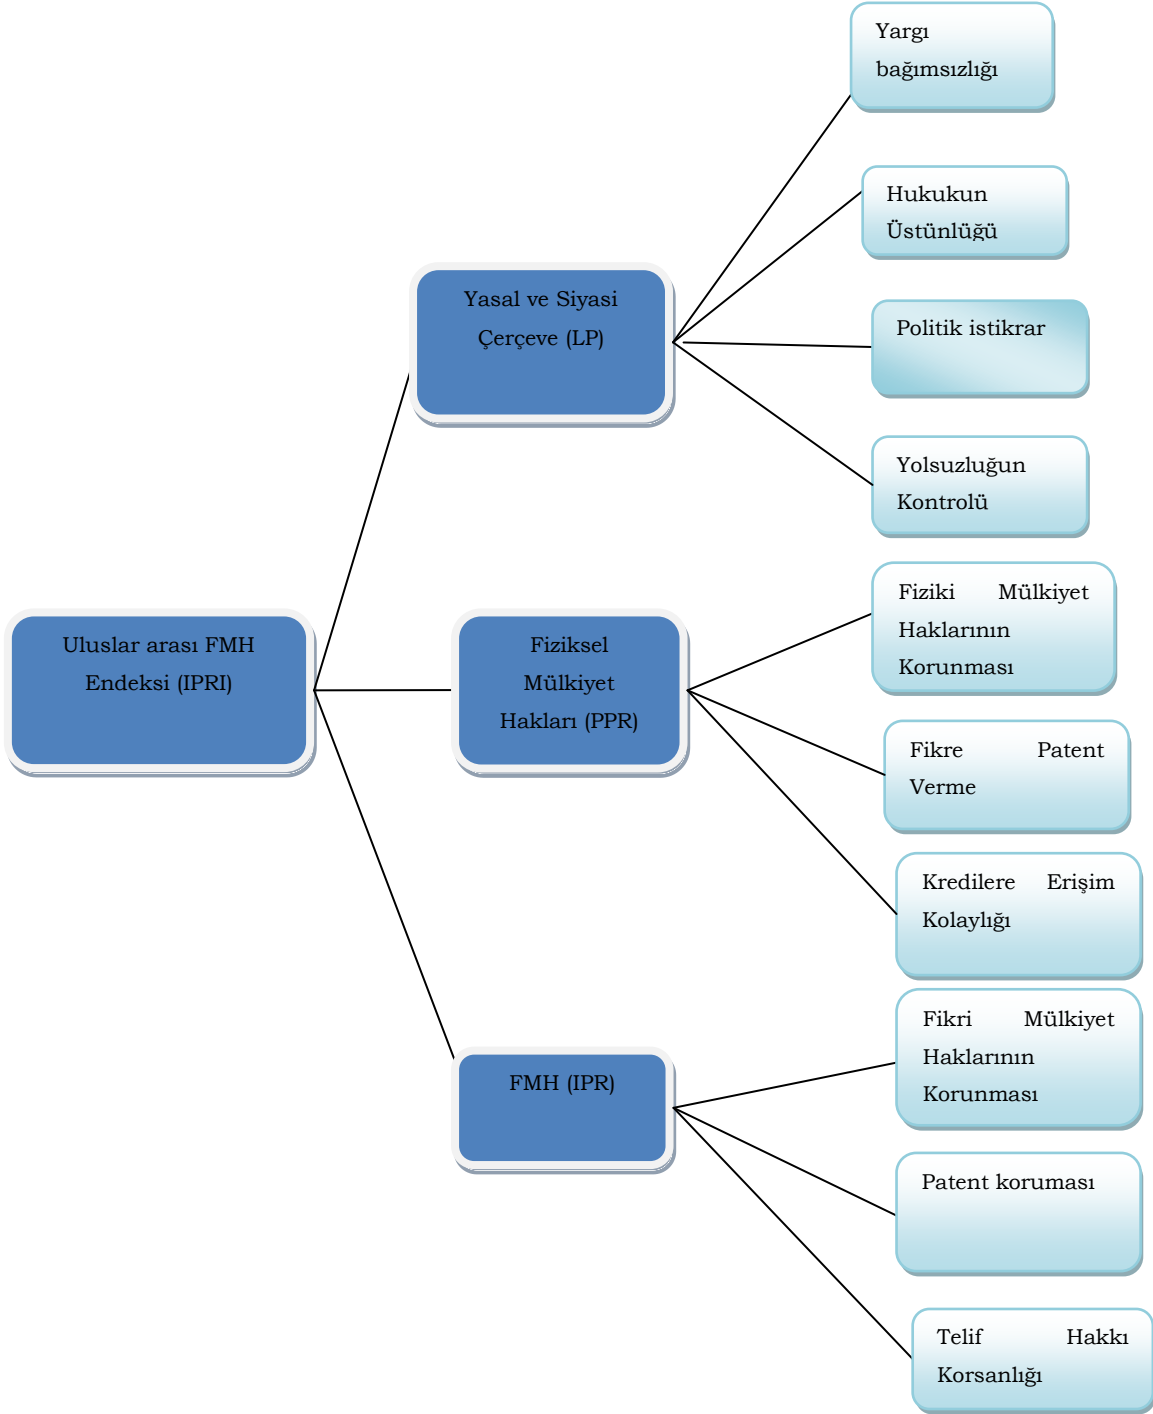 Yargı
bağımsızlığı
Hukukun
Üstünlüğü
Yasal ve Siyasi
Çerçeve (LP)
Politik istikrar
Yolsuzluğun
Kontrolü
Uluslar arası FMH
Endeksi (IPRI)
Fiziksel
Mülkiyet
Hakları (PPR)
Fiziki Mülkiyet
Haklarının
Korunması
Fikre Patent
Verme
Kredilere Erişim
Kolaylığı
FMH (IPR)
Fikri Mülkiyet
Haklarının
Korunması
Patent koruması
Telif Hakkı
Korsanlığı